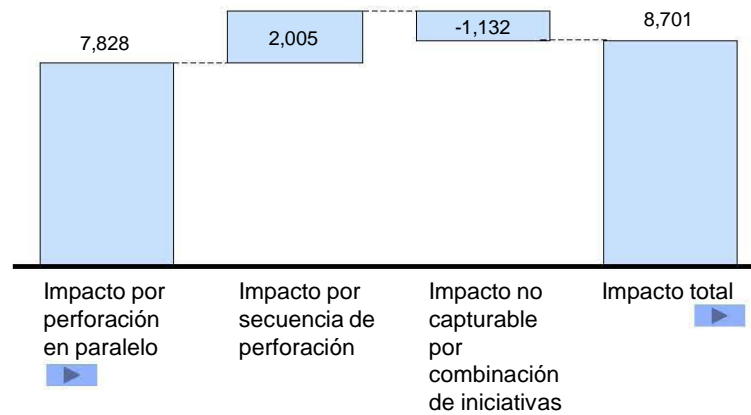 7,828
2,005
-1,132
8,701
Impacto por
perforación
en paralelo
Impacto por
secuencia de
perforación
Impacto no
capturable
por
combinación
de iniciativas
Impacto total